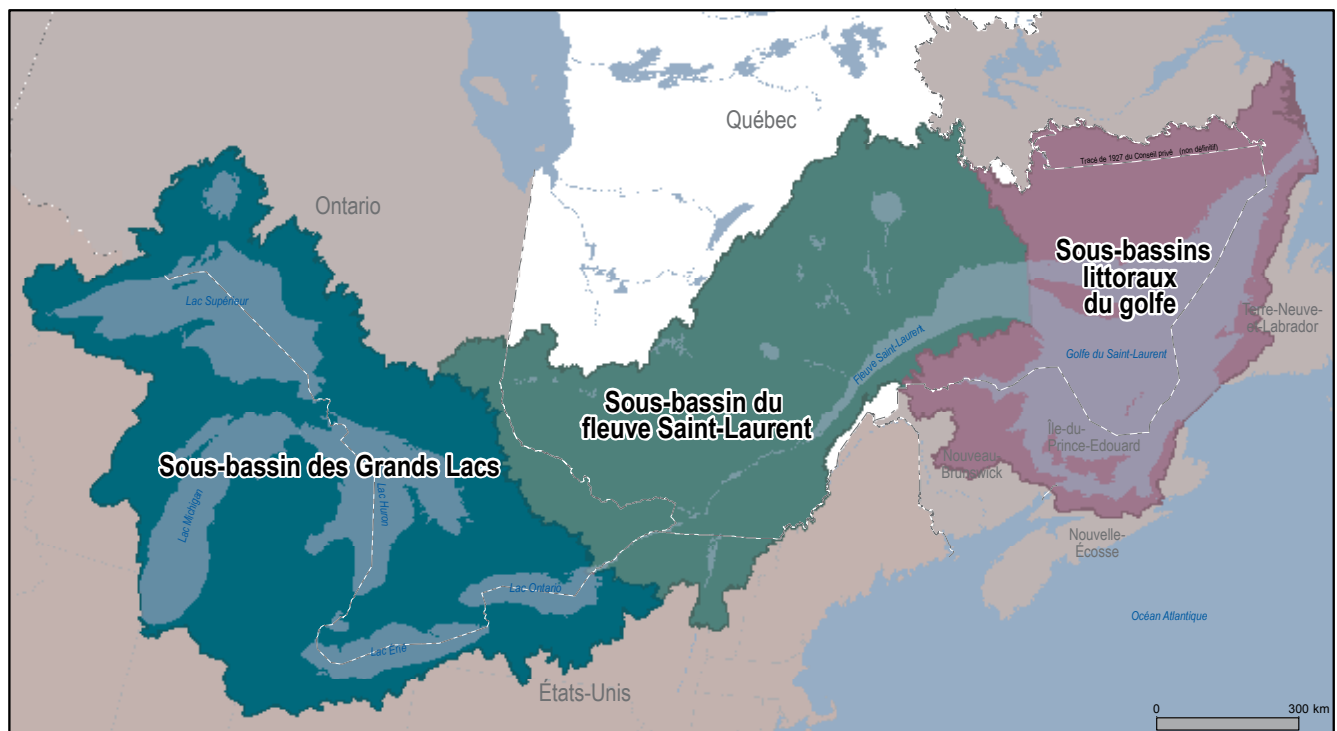 Québec
Tracé de 1927 du Conseil privé (non définitif)
Ontario
Sous-bassins
littoraux
du golfe
Lac Supérieur
Terre-Neuve-
et-Labrador
Fleuve Saint-Laurent
Golfe du Saint-Laurent
Sous-bassin du
fleuve Saint-Laurent
Île-du-
Prince-Edouard
Sous-bassin des Grands Lacs
Nouveau-
Brunswick
Lac Michigan
Lac Huron
Nouvelle-
Écosse
Lac Ontario
Océan Atlantique
Lac Érié
États-Unis
0 300 km